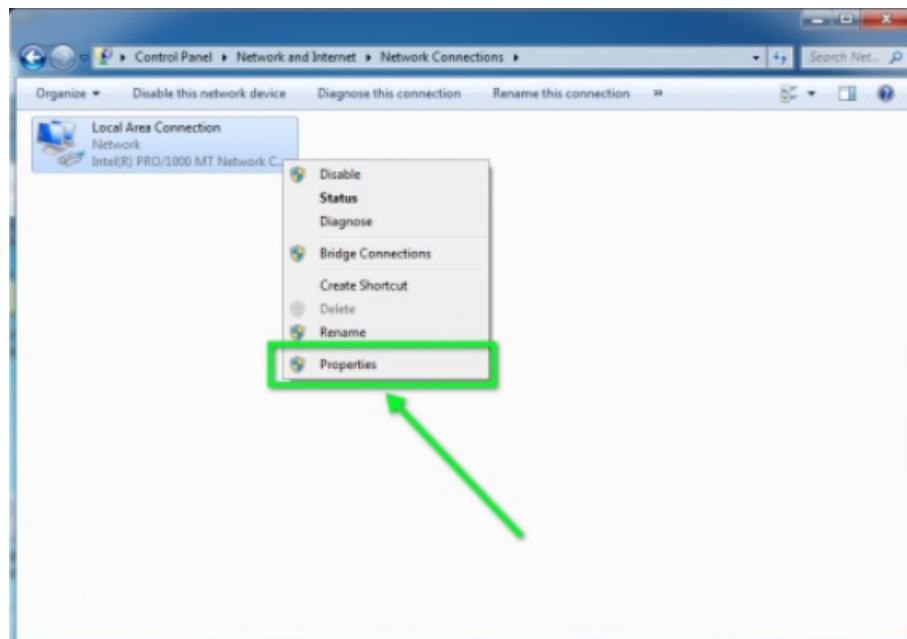 Control Panel ▸ Network and Internet ▸ Network Connections ▸
Search Net...
Organize Disable this network device Diagnose this connection Rename this connection »
Local Area Connection
Network
Intel(R) PRO/1000 MT Network C...
Disable
Status
Diagnose
Bridge Connections
Create Shortcut
Delete
Rename
Properties